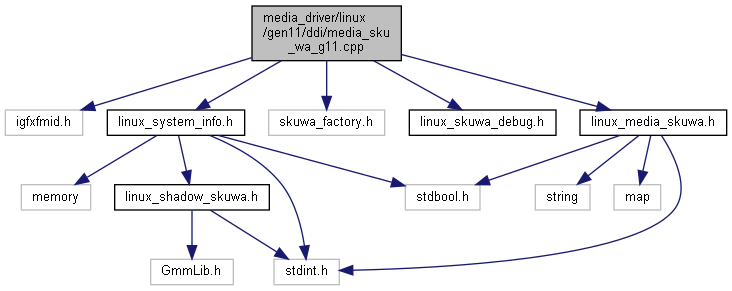 media_driver/linux
/gen11/ddi/media_sku
_wa_g11.cpp
igfxfmid.h
linux_system_info.h
skuwa_factory.h
linux_skuwa_debug.h
linux_media_skuwa.h
memory
linux_shadow_skuwa.h
stdbool.h
string
map
GmmLib.h
stdint.h